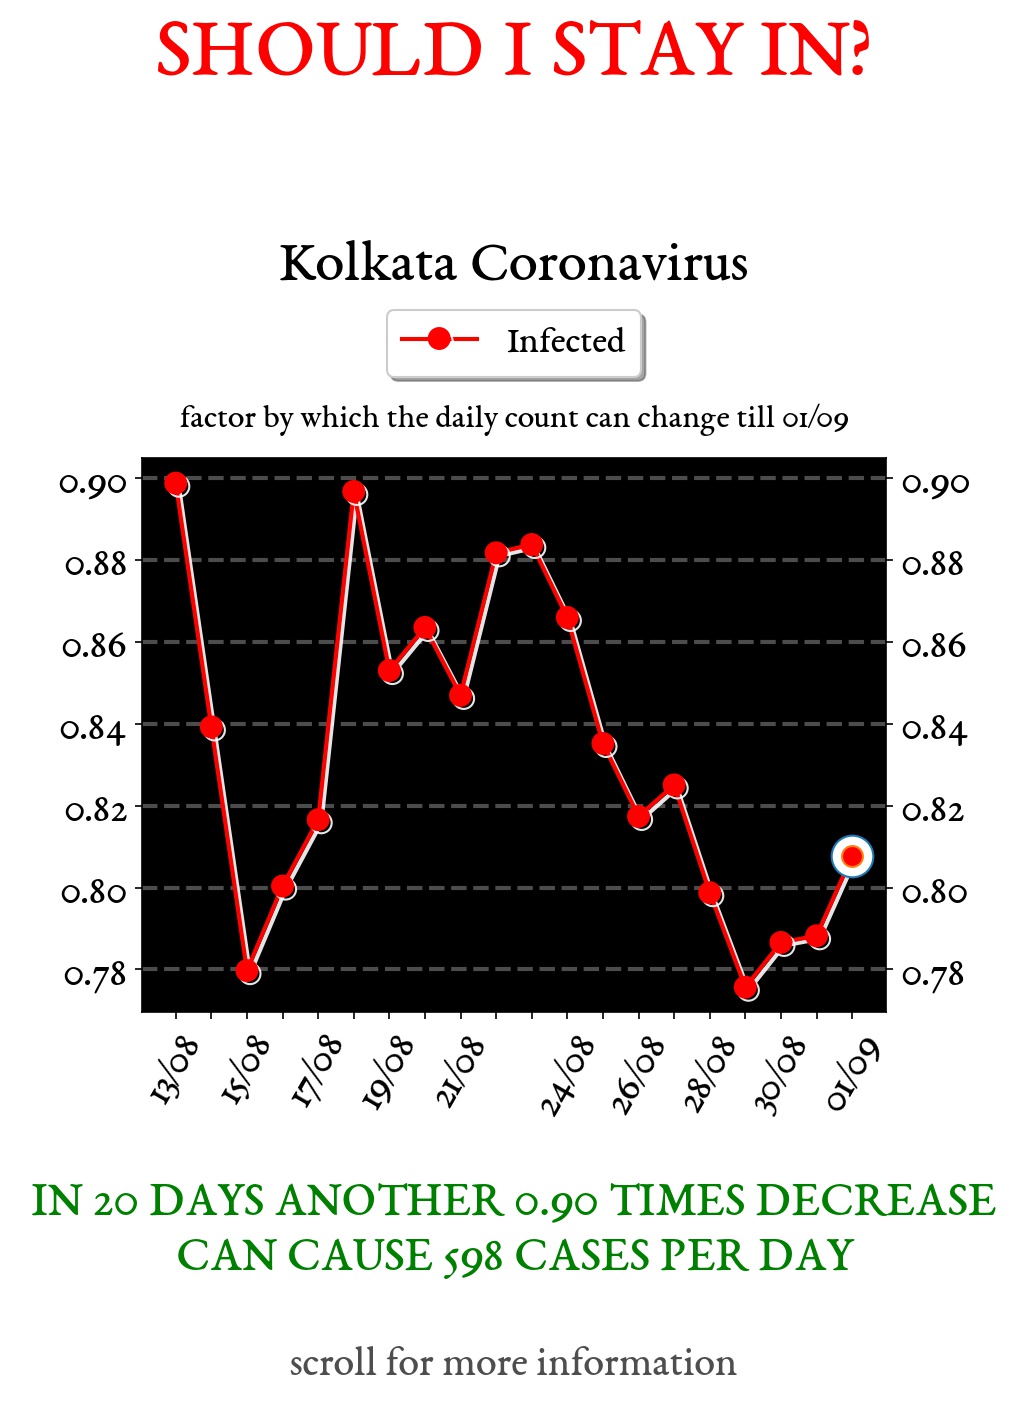 SHOULD I STAY IN?
Kolkata Coronavirus
Infected
factor by which the daily count can change till 01/09
0.90 0.90
0.88 0.88
0.86 0.86
0.84 0.84
0.82 0.82
0.80 0.80
0.78 0.78
13/08 15/08 17/08 19/08 21/08 24/08 26/08 28/08 30/08 01/09
IN 20 DAYS ANOTHER 0.90 TIMES DECREASE
CAN CAUSE 598 CASES PER DAY
scroll for more information